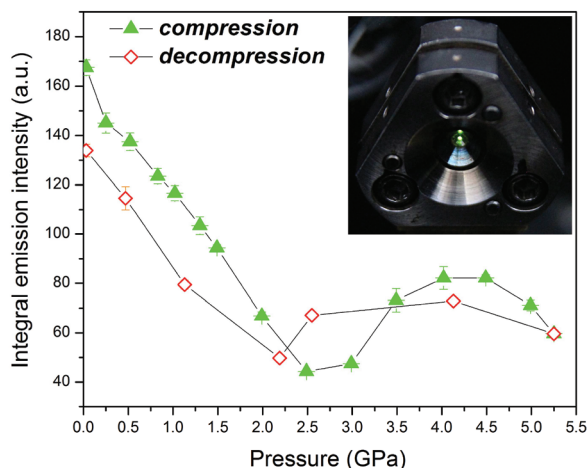 compression
decompression
Integral emission intensity (a.u.)
180
160
140
120
100
80
60
40
0.0 0.5 1.0 1.5 2.0 2.5 3.0 3.5 4.0 4.5 5.0 5.5
Pressure (GPa)